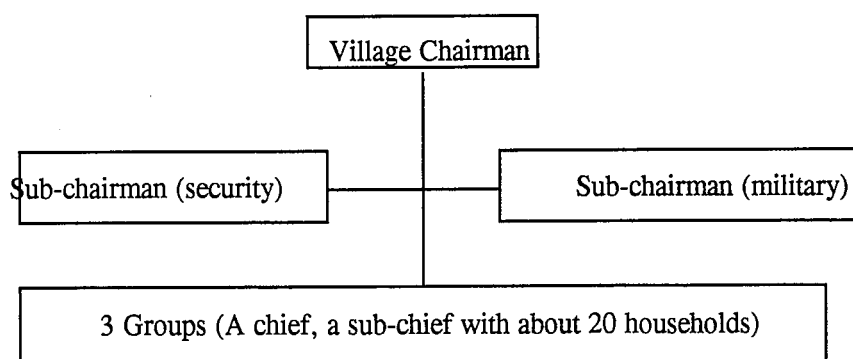 Village Chairman
Sub-chairman (security)
Sub-chairman (military)
3 Groups (A chief, a sub-chief with about 20 households)